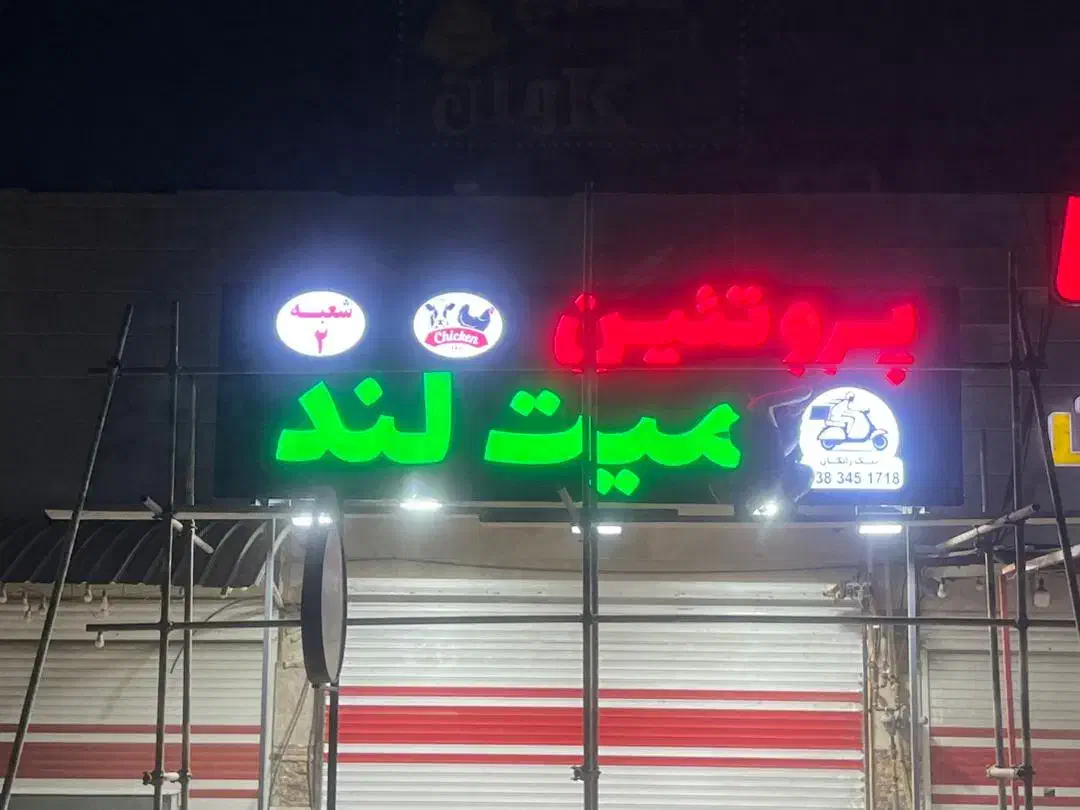 پروتئین
شعبه
۲
Chicken
میت لند
پیک رایگان
38 345 1718